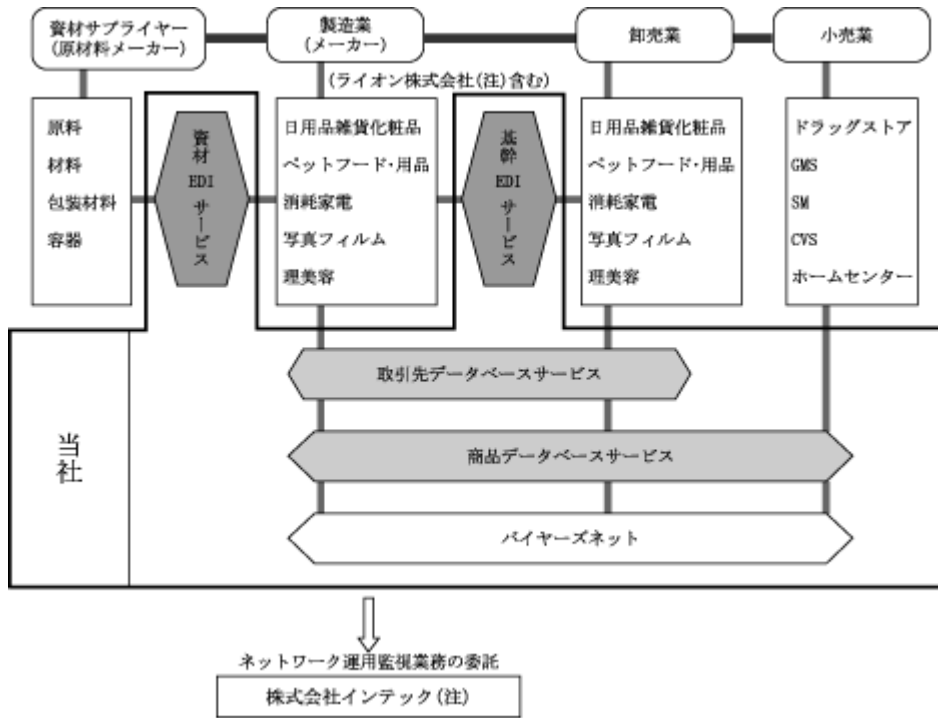 資材サプライヤー
(原材料メーカー)
製造業
(メーカー)
卸売業
小売業
(ライオン株式会社(注)含む)
原料
材料
包装材料
容器
資材EDIサービス
日用品雑貨化粧品
ペットフード・用品
消耗家電
写真フィルム
理美容
基幹EDIサービス
日用品雑貨化粧品
ペットフード・用品
消耗家電
写真フィルム
理美容
ドラッグストア
GMS
SM
CVS
ホームセンター
当社
取引先データベースサービス
商品データベースサービス
バイヤーズネット
ネットワーク運用監視業務の委託
株式会社インテック(注)